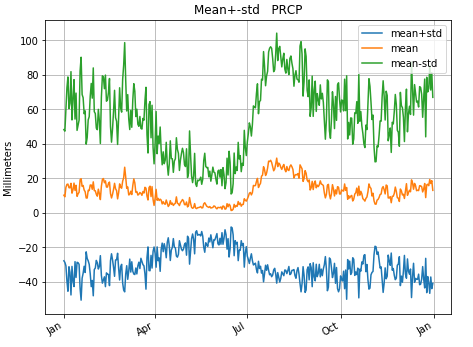 Mean+-std PRCP
mean+std
mean
mean-std
Millimeters
100
80
60
40
20
0
−20
−40
Jan
Apr
Jul
Oct
Jan